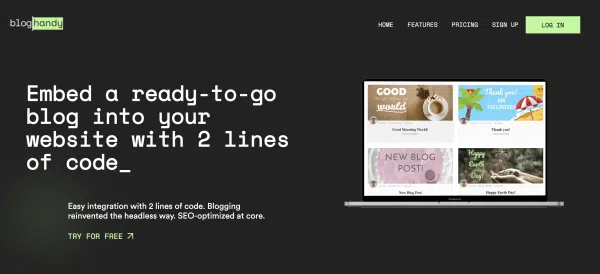 bloghandy
HOME FEATURES PRICING SIGN UP LOG IN
Embed a ready-to-go
blog into your
website with 2 lines
of code_
Easy integration with 2 lines of code. Blogging
reinvented the headless way. SEO-optimized at core.
TRY FOR FREE
GOOD
world
Good Morning World!
Thank you!
FOLLOWERS
Thank you!
NEW BLOG
POST!
New Blog Post
Happy
Earth
Day!
Happy Earth Day!